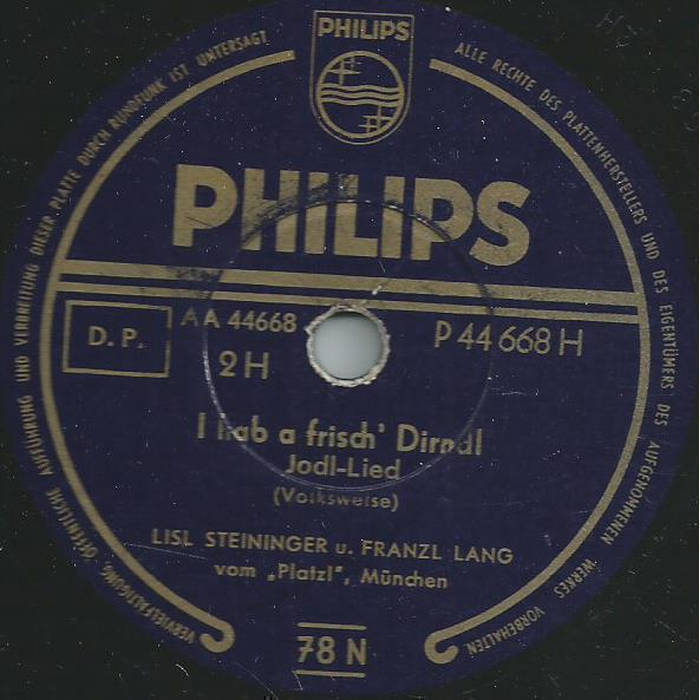 PHILIPS
PHILIPS
D. P.
AA 44668
2 H
P 44 668 H
I hab a frisch' Dirndl
Jodl-Lied
(Volksweise)
LISL STEININGER u. FRANZL LANG
vom „Platzl", München
78 N
ALLE RECHTE DES PLATTENHERSTELLERS UND DES EIGENTÜMERS DES AUFGENOMMENEN WERKES VORBEHALTEN
VERVIELFÄLTIGUNG, ÖFFENTLICHE AUFFÜHRUNG UND VERBREITUNG DIESER PLATTE DURCH RUNDFUNK IST UNTERSAGT